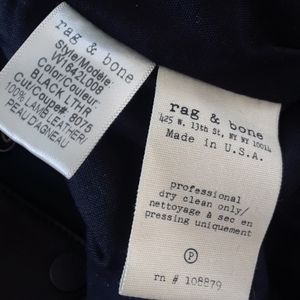 rag & bone
Style/Modèle:
W1642L008
Color/Couleur:
BLACK LTHR
Cut/Coupe# 8075
100% LAMB LEATHER/
PEAU D'AGNEAU
rag & bone
425 W. 13th St. NY, NY 10014
Made in U.S.A.
professional
dry clean only/
nettoyage à sec en
pressing uniquement
P
rn # 108879